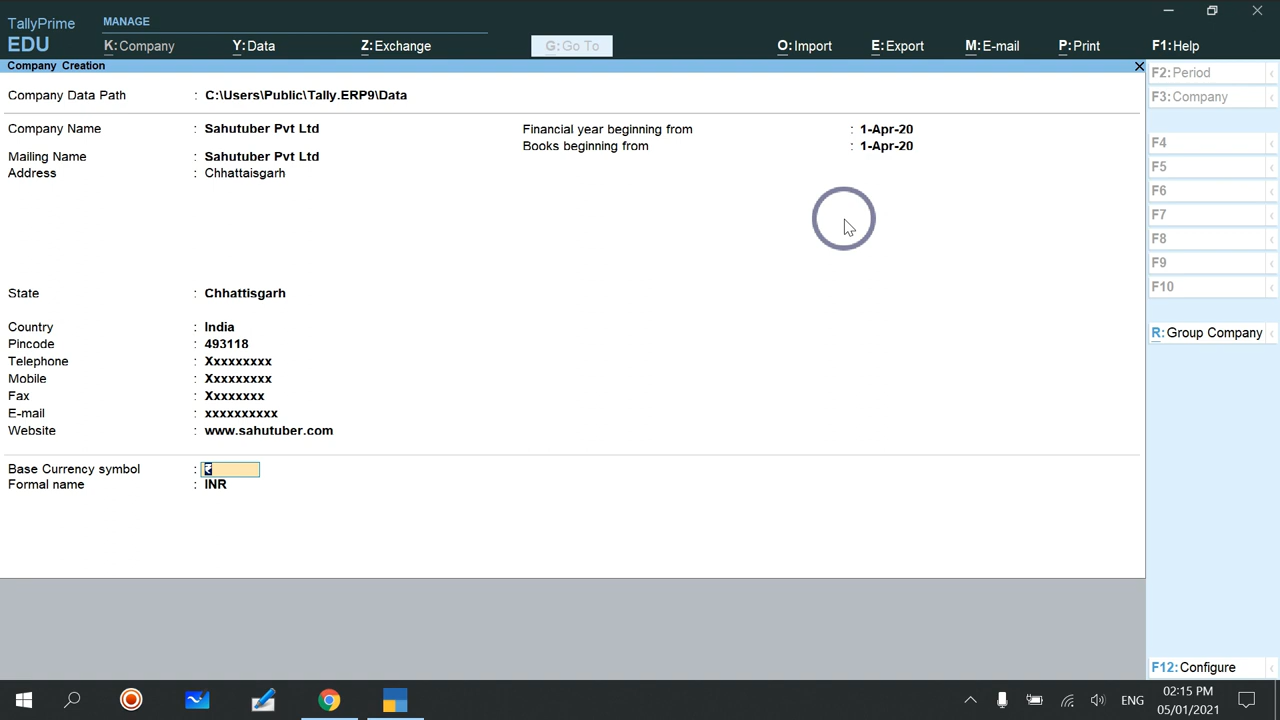 TallyPrime
EDU
MANAGE
K:Company
Y:Data
Z:Exchange
G:Go To
O:Import
E:Export
M:E-mail
P:Print
F1:Help
Company Creation
Company Data Path : C:\Users\Public\Tally.ERP9\Data
Company Name : Sahutuber Pvt Ltd
Financial year beginning from : 1-Apr-20
Books beginning from : 1-Apr-20
Mailing Name : Sahutuber Pvt Ltd
Address : Chhattaisgarh
State : Chhattisgarh
Country : India
Pincode : 493118
Telephone : Xxxxxxxxx
Mobile : Xxxxxxxxx
Fax : Xxxxxxxx
E-mail : xxxxxxxxxx
Website : www.sahutuber.com
Base Currency symbol : ₹
Formal name : INR
F2:Period
F3:Company
F4
F5
F6
F7
F8
F9
F10
R:Group Company
F12:Configure
ENG
02:15 PM
05/01/2021